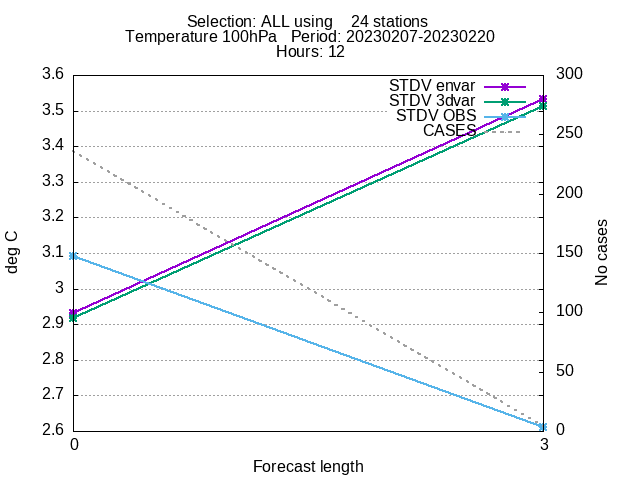 Selection: ALL using    24 stations
Temperature 100hPa   Period: 20230207-20230220
Hours: 12
STDV envar
STDV 3dvar
STDV OBS
CASES
3.6
3.5
3.4
3.3
3.2
3.1
3
2.9
2.8
2.7
2.6
deg C
300
250
200
150
100
50
0
No cases
0
3
Forecast length